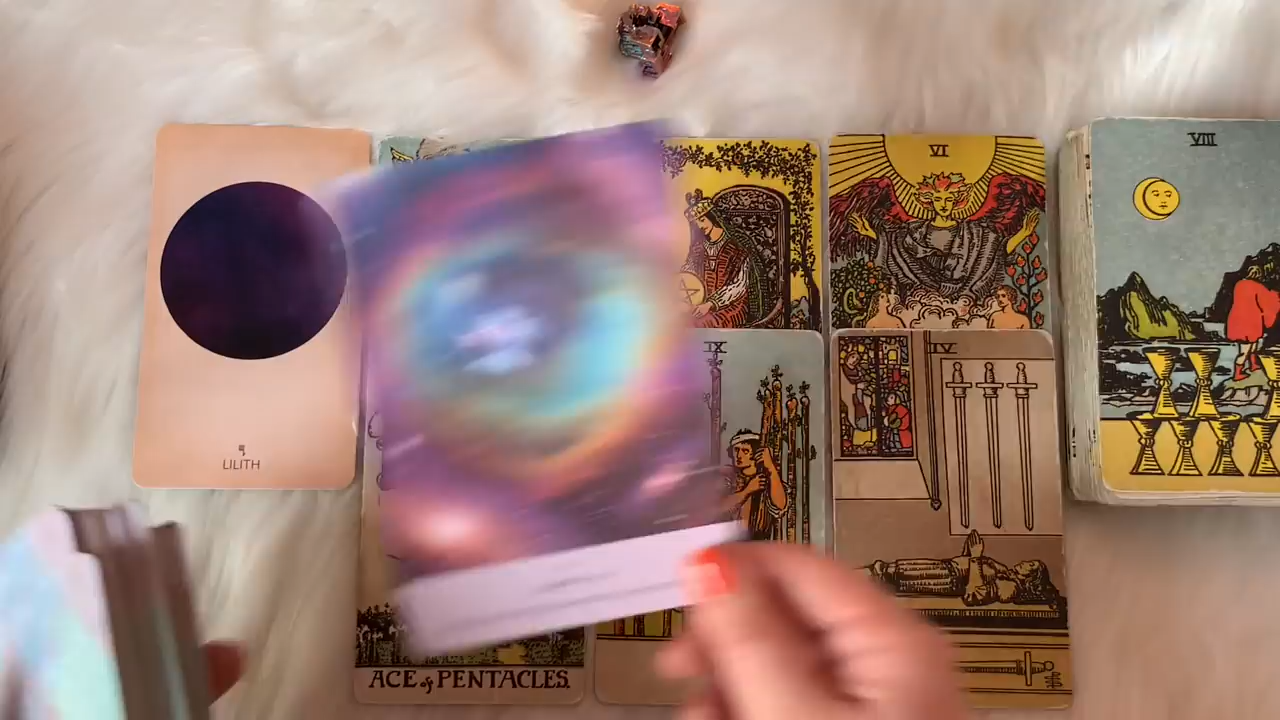 VI
VIII
IX
IV
LILITH
ACE of PENTACLES.